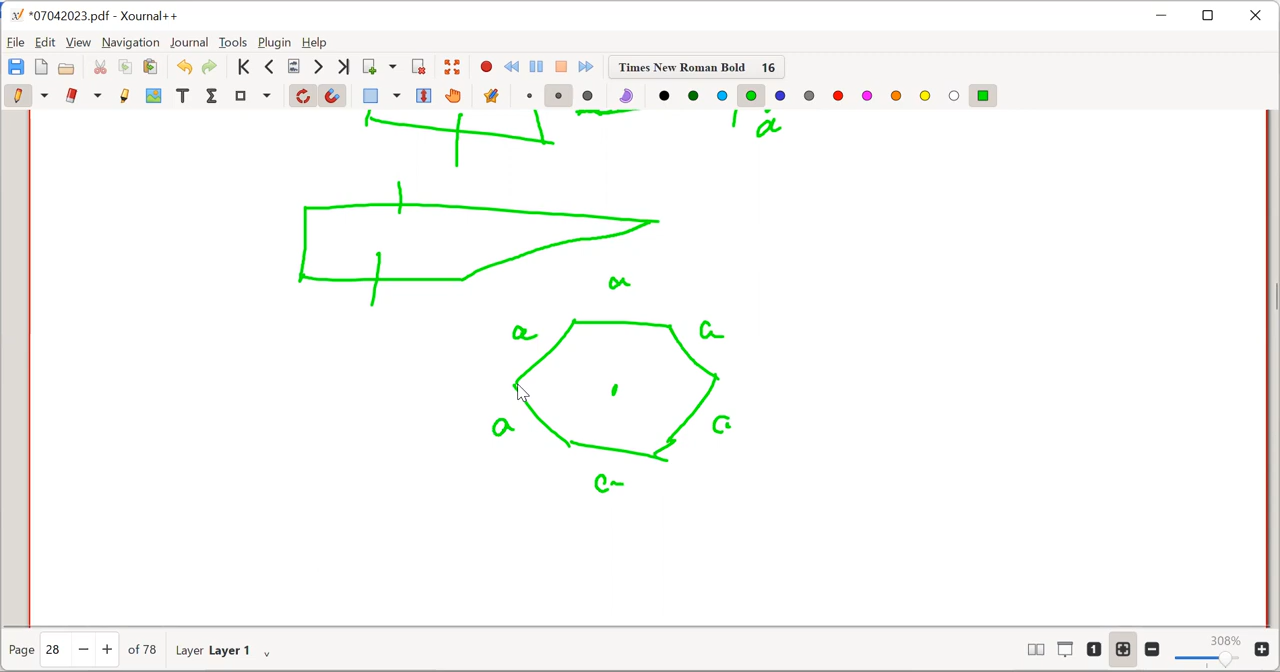 *07042023.pdf - Xournal++
File Edit View Navigation Journal Tools Plugin Help
Times New Roman Bold 16
a
a
a a
a
e
Page 28 of 78 Layer Layer 1 308%